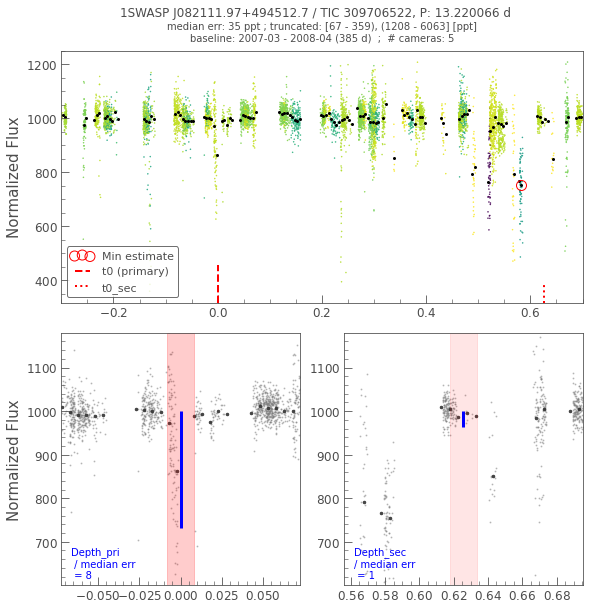 1SWASP J082111.97+494512.7 / TIC 309706522, P: 13.220066 d
median err: 35 ppt ; truncated: [67 - 359), (1208 - 6063] [ppt]
baseline: 2007-03 - 2008-04 (385 d)  ;  # cameras: 5
Normalized Flux
1200
1000
800
600
400
Min estimate
t0 (primary)
t0_sec
−0.2 0.0 0.2 0.4 0.6
Normalized Flux
1100
1000
900
800
700
Depth_pri
/ median err
= 8
−0.050 −0.025 0.000 0.025 0.050
1100
1000
900
800
700
Depth_sec
/ median err
= 1
0.56 0.58 0.60 0.62 0.64 0.66 0.68